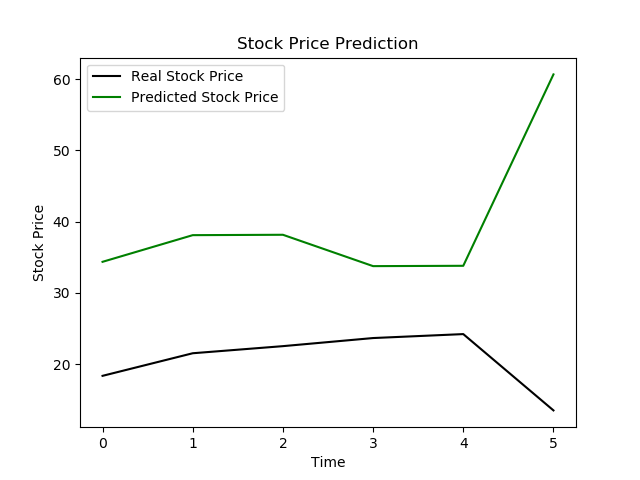 Stock Price Prediction
Real Stock Price
Predicted Stock Price
Stock Price
60
50
40
30
20
0 1 2 3 4 5
Time